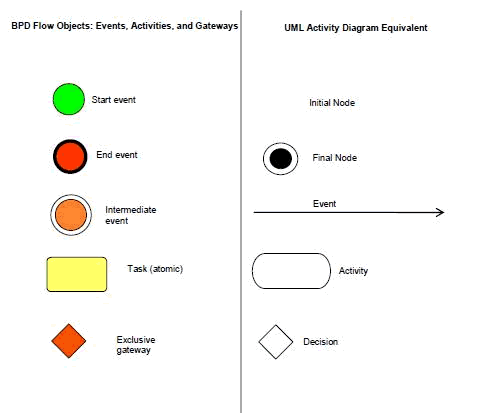 BPD Flow Objects: Events, Activities, and Gateways
UML Activity Diagram Equivalent
Start event
Initial Node
End event
Final Node
Intermediate
event
Event
Task (atomic)
Activity
Exclusive
gateway
Decision